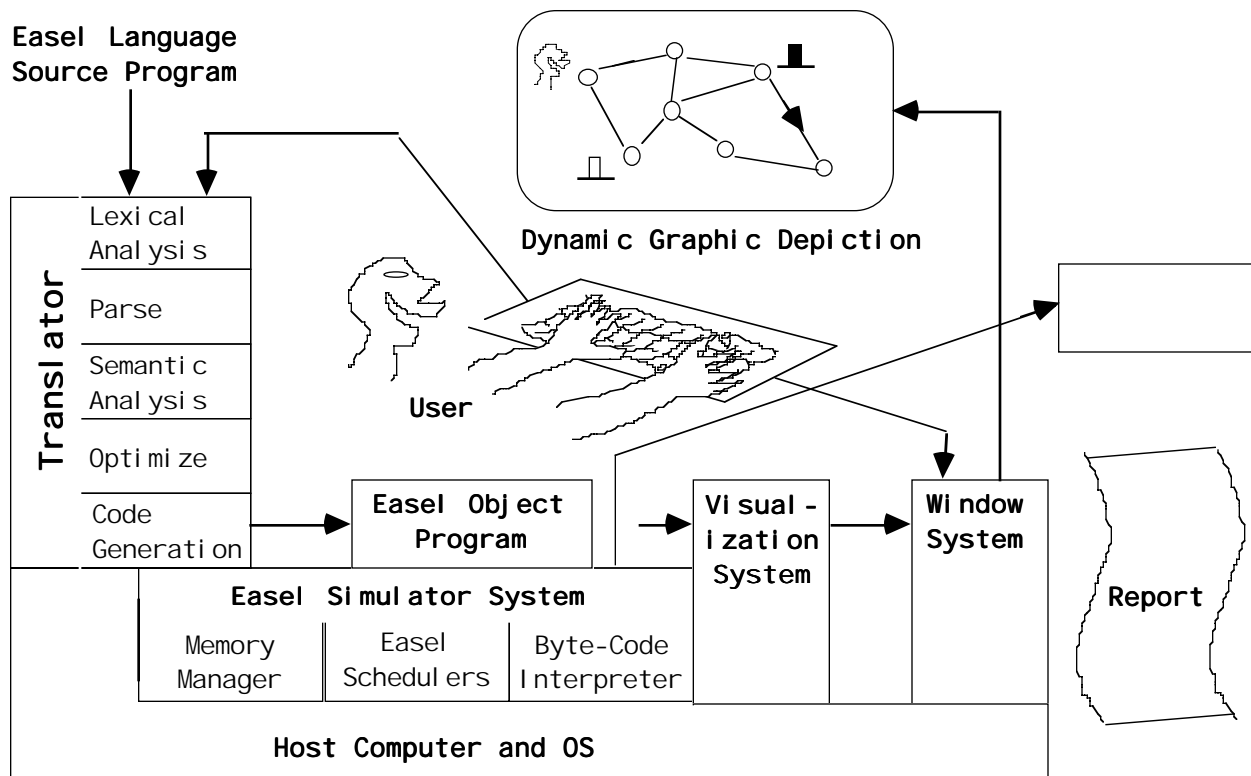 Easel Language
Source Program
Dynamic Graphic Depiction
Translator
Lexical
Analysis
Parse
Semantic
Analysis
Optimize
Code
Generation
User
Easel Object
Program
Visual-
ization
System
Window
System
Report
Easel Simulator System
Memory
Manager
Easel
Schedulers
Byte-Code
Interpreter
Host Computer and OS